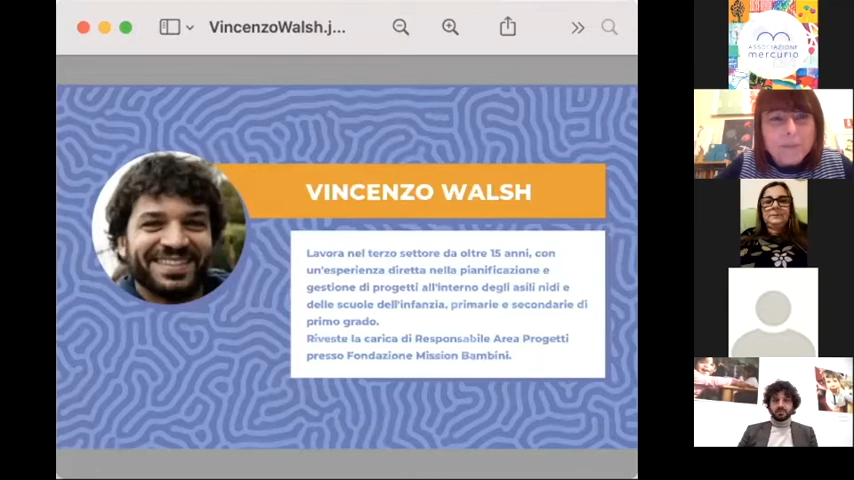 VincenzoWalsh.j...
VINCENZO WALSH
Lavora nel terzo settore da oltre 15 anni, con
un'esperienza diretta nella pianificazione e
gestione di progetti all'interno degli asili nidi e
delle scuole dell'infanzia, primarie e secondarie di
primo grado.
Riveste la carica di Responsabile Area Progetti
presso Fondazione Mission Bambini.
ASSOCIAZIONE
mercurio